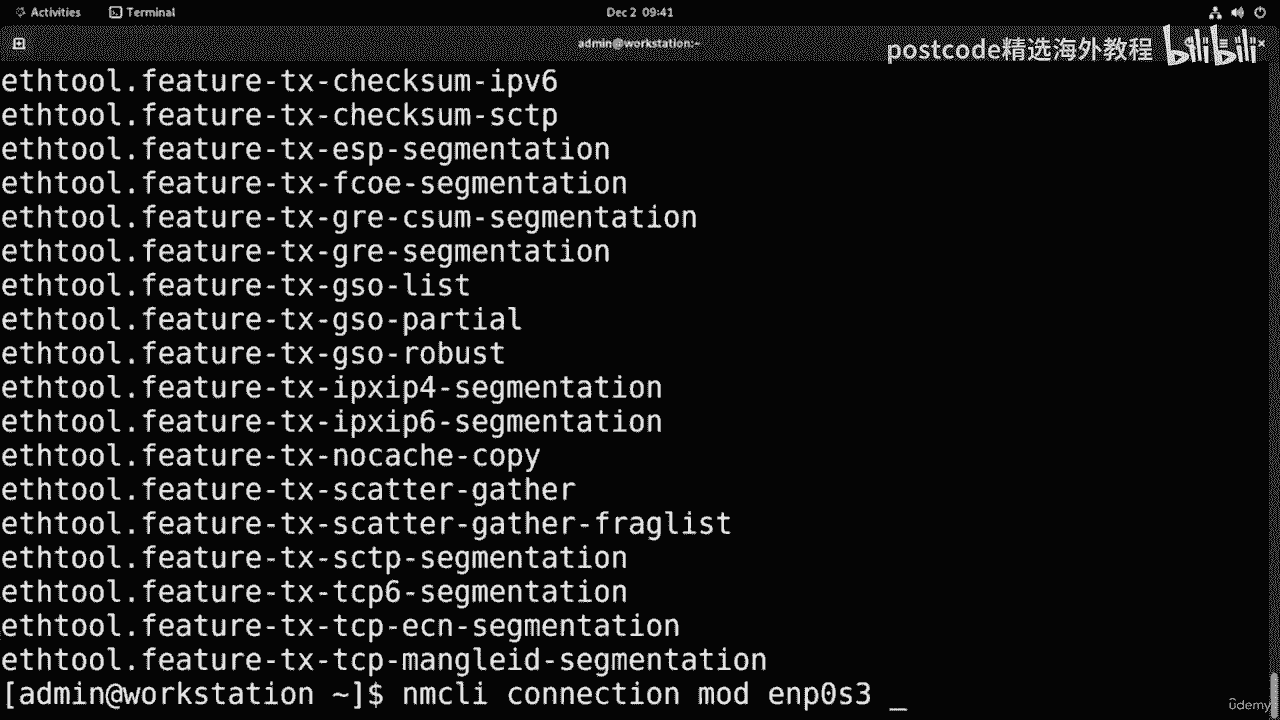 Activities Terminal Dec 2 09:41
admin@workstation:~
postcode精选海外教程 bilibili
ethtool.feature-tx-checksum-ipv6
ethtool.feature-tx-checksum-sctp
ethtool.feature-tx-esp-segmentation
ethtool.feature-tx-fcoe-segmentation
ethtool.feature-tx-gre-csum-segmentation
ethtool.feature-tx-gre-segmentation
ethtool.feature-tx-gso-list
ethtool.feature-tx-gso-partial
ethtool.feature-tx-gso-robust
ethtool.feature-tx-ipxip4-segmentation
ethtool.feature-tx-ipxip6-segmentation
ethtool.feature-tx-nocache-copy
ethtool.feature-tx-scatter-gather
ethtool.feature-tx-scatter-gather-fraglist
ethtool.feature-tx-sctp-segmentation
ethtool.feature-tx-tcp6-segmentation
ethtool.feature-tx-tcp-ecn-segmentation
ethtool.feature-tx-tcp-mangleid-segmentation
[admin@workstation ~]$ nmcli connection mod enp0s3 _
ûdemy